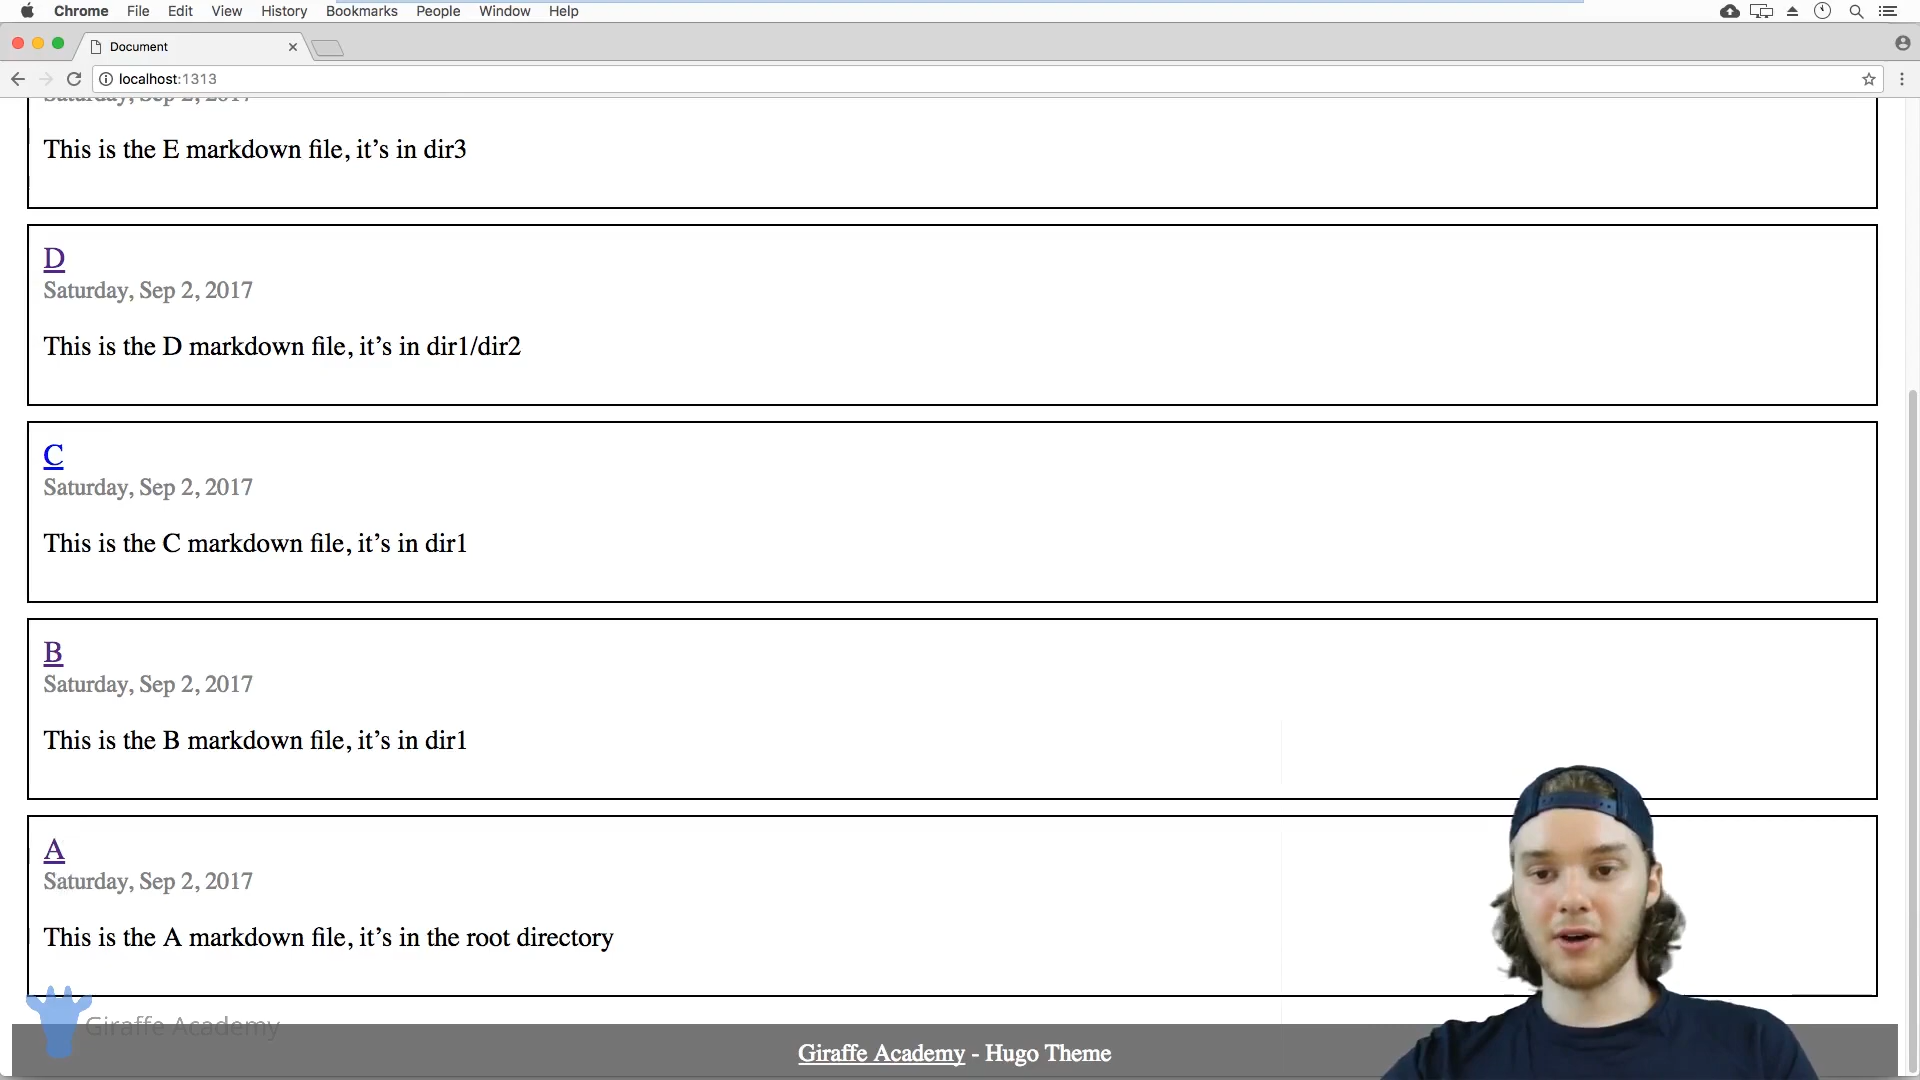 Chrome File Edit View History Bookmarks People Window Help
Document
localhost:1313
Saturday, Sep 2, 2017
This is the E markdown file, it’s in dir3
D
Saturday, Sep 2, 2017
This is the D markdown file, it’s in dir1/dir2
C
Saturday, Sep 2, 2017
This is the C markdown file, it’s in dir1
B
Saturday, Sep 2, 2017
This is the B markdown file, it’s in dir1
A
Saturday, Sep 2, 2017
This is the A markdown file, it’s in the root directory
Giraffe Academy
Giraffe Academy - Hugo Theme